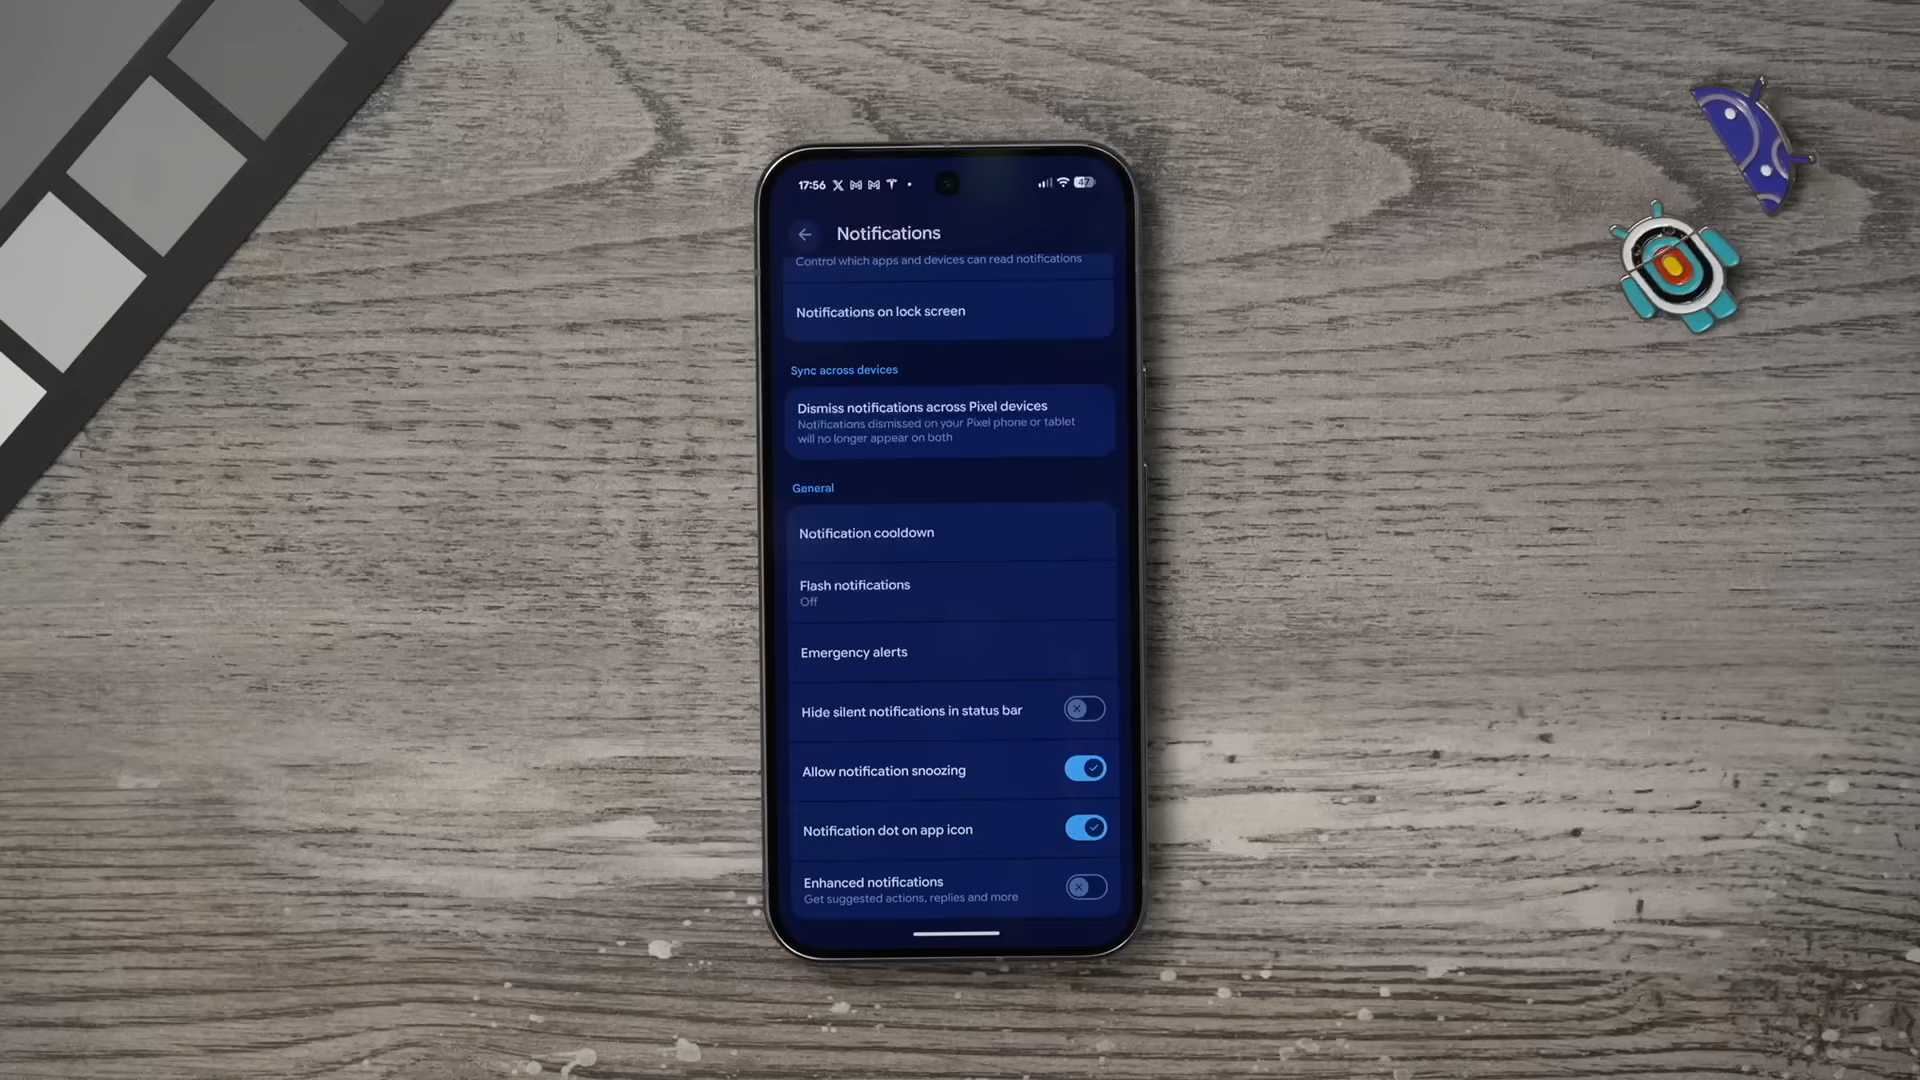 17:56
47
Notifications
Control which apps and devices can read notifications
Notifications on lock screen
Sync across devices
Dismiss notifications across Pixel devices
Notifications dismissed on your Pixel phone or tablet
will no longer appear on both
General
Notification cooldown
Flash notifications
Off
Emergency alerts
Hide silent notifications in status bar
Allow notification snoozing
Notification dot on app icon
Enhanced notifications
Get suggested actions, replies and more